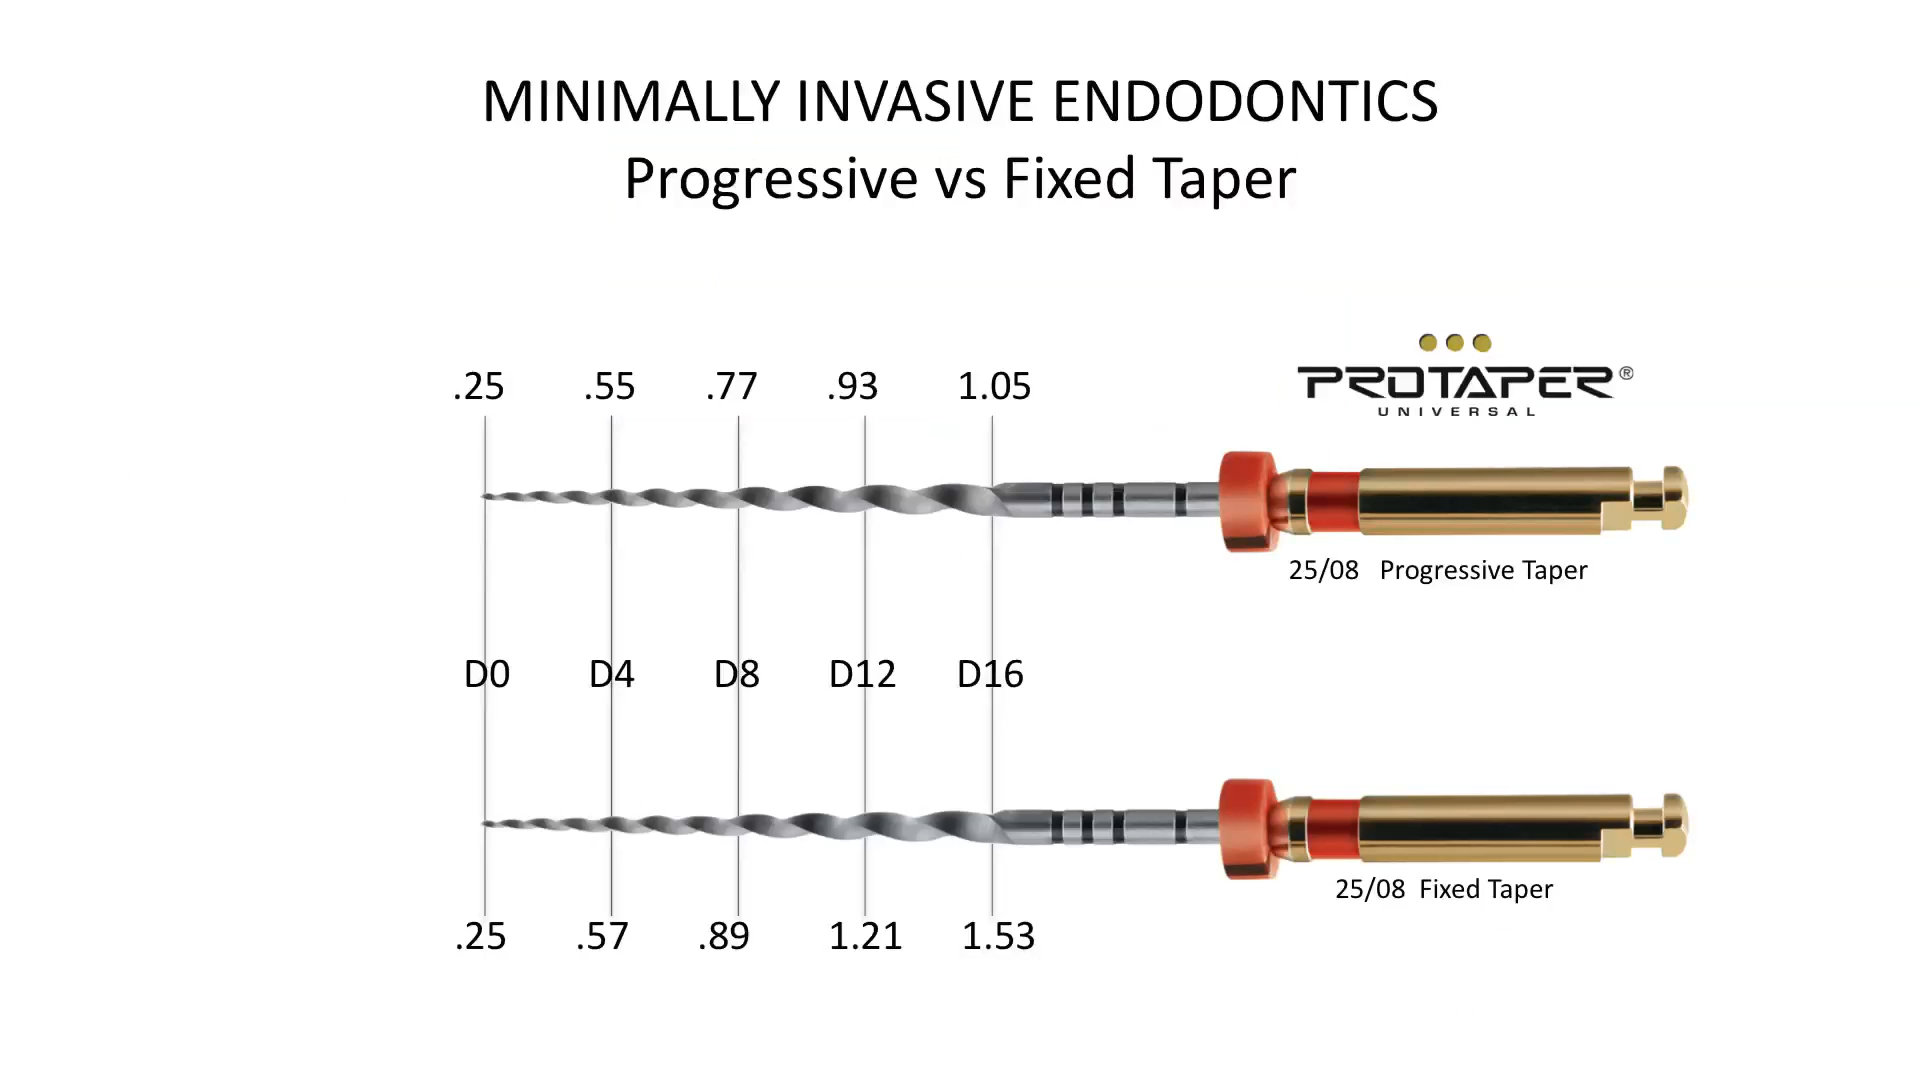 MINIMALLY INVASIVE ENDODONTICS
Progressive vs Fixed Taper
.25 .55 .77 .93 1.05
PROTAPER®
UNIVERSAL
25/08 Progressive Taper
D0 D4 D8 D12 D16
25/08 Fixed Taper
.25 .57 .89 1.21 1.53